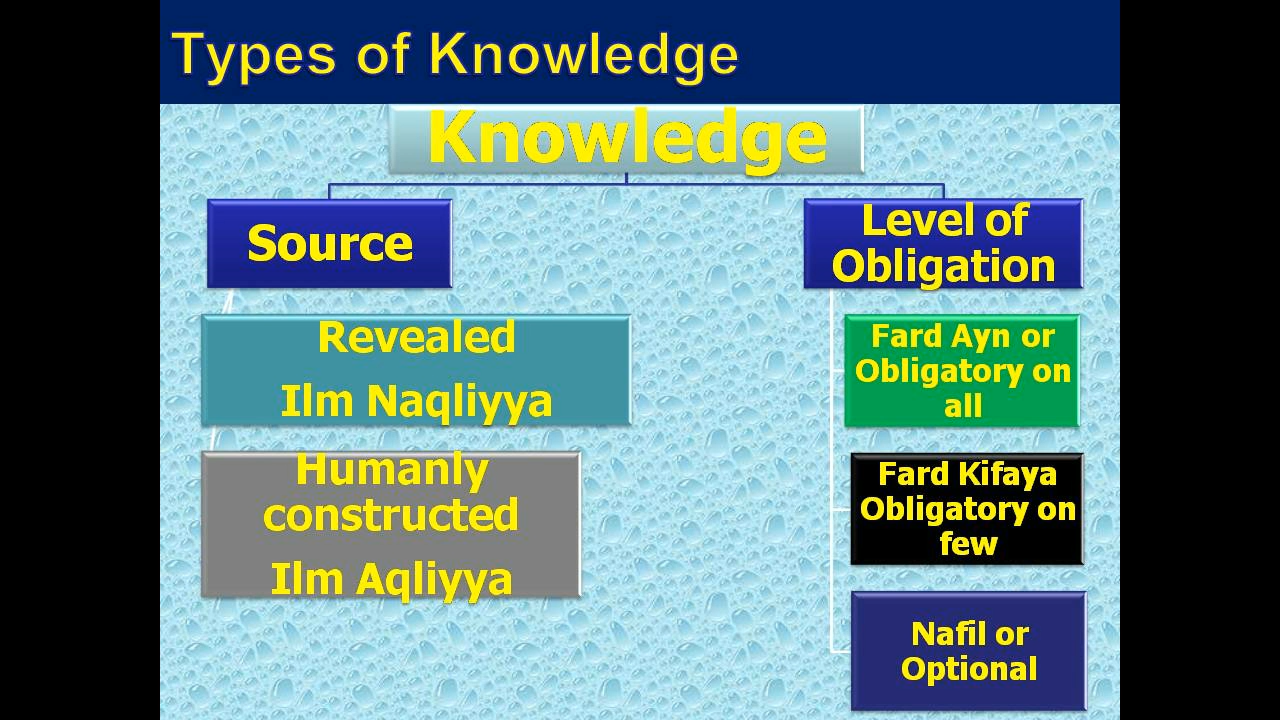 Types of Knowledge
Knowledge
Source
Revealed
Ilm Naqliyya
Humanly
constructed
Ilm Aqliyya
Level of
Obligation
Fard Ayn or
Obligatory on
all
Fard Kifaya
Obligatory on
few
Nafil or
Optional